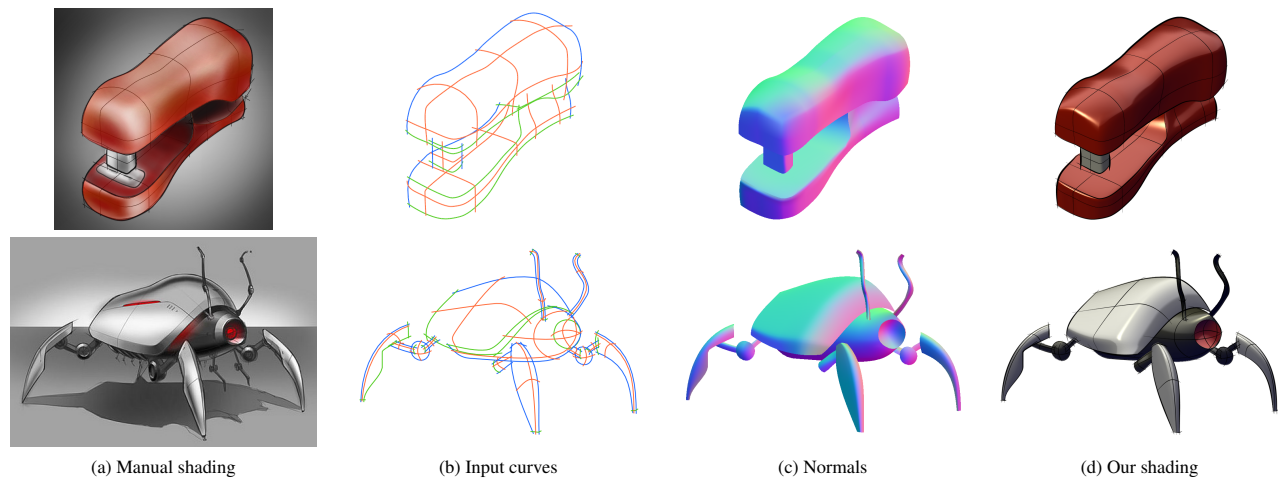 (a) Manual shading
(b) Input curves
(c) Normals
(d) Our shading